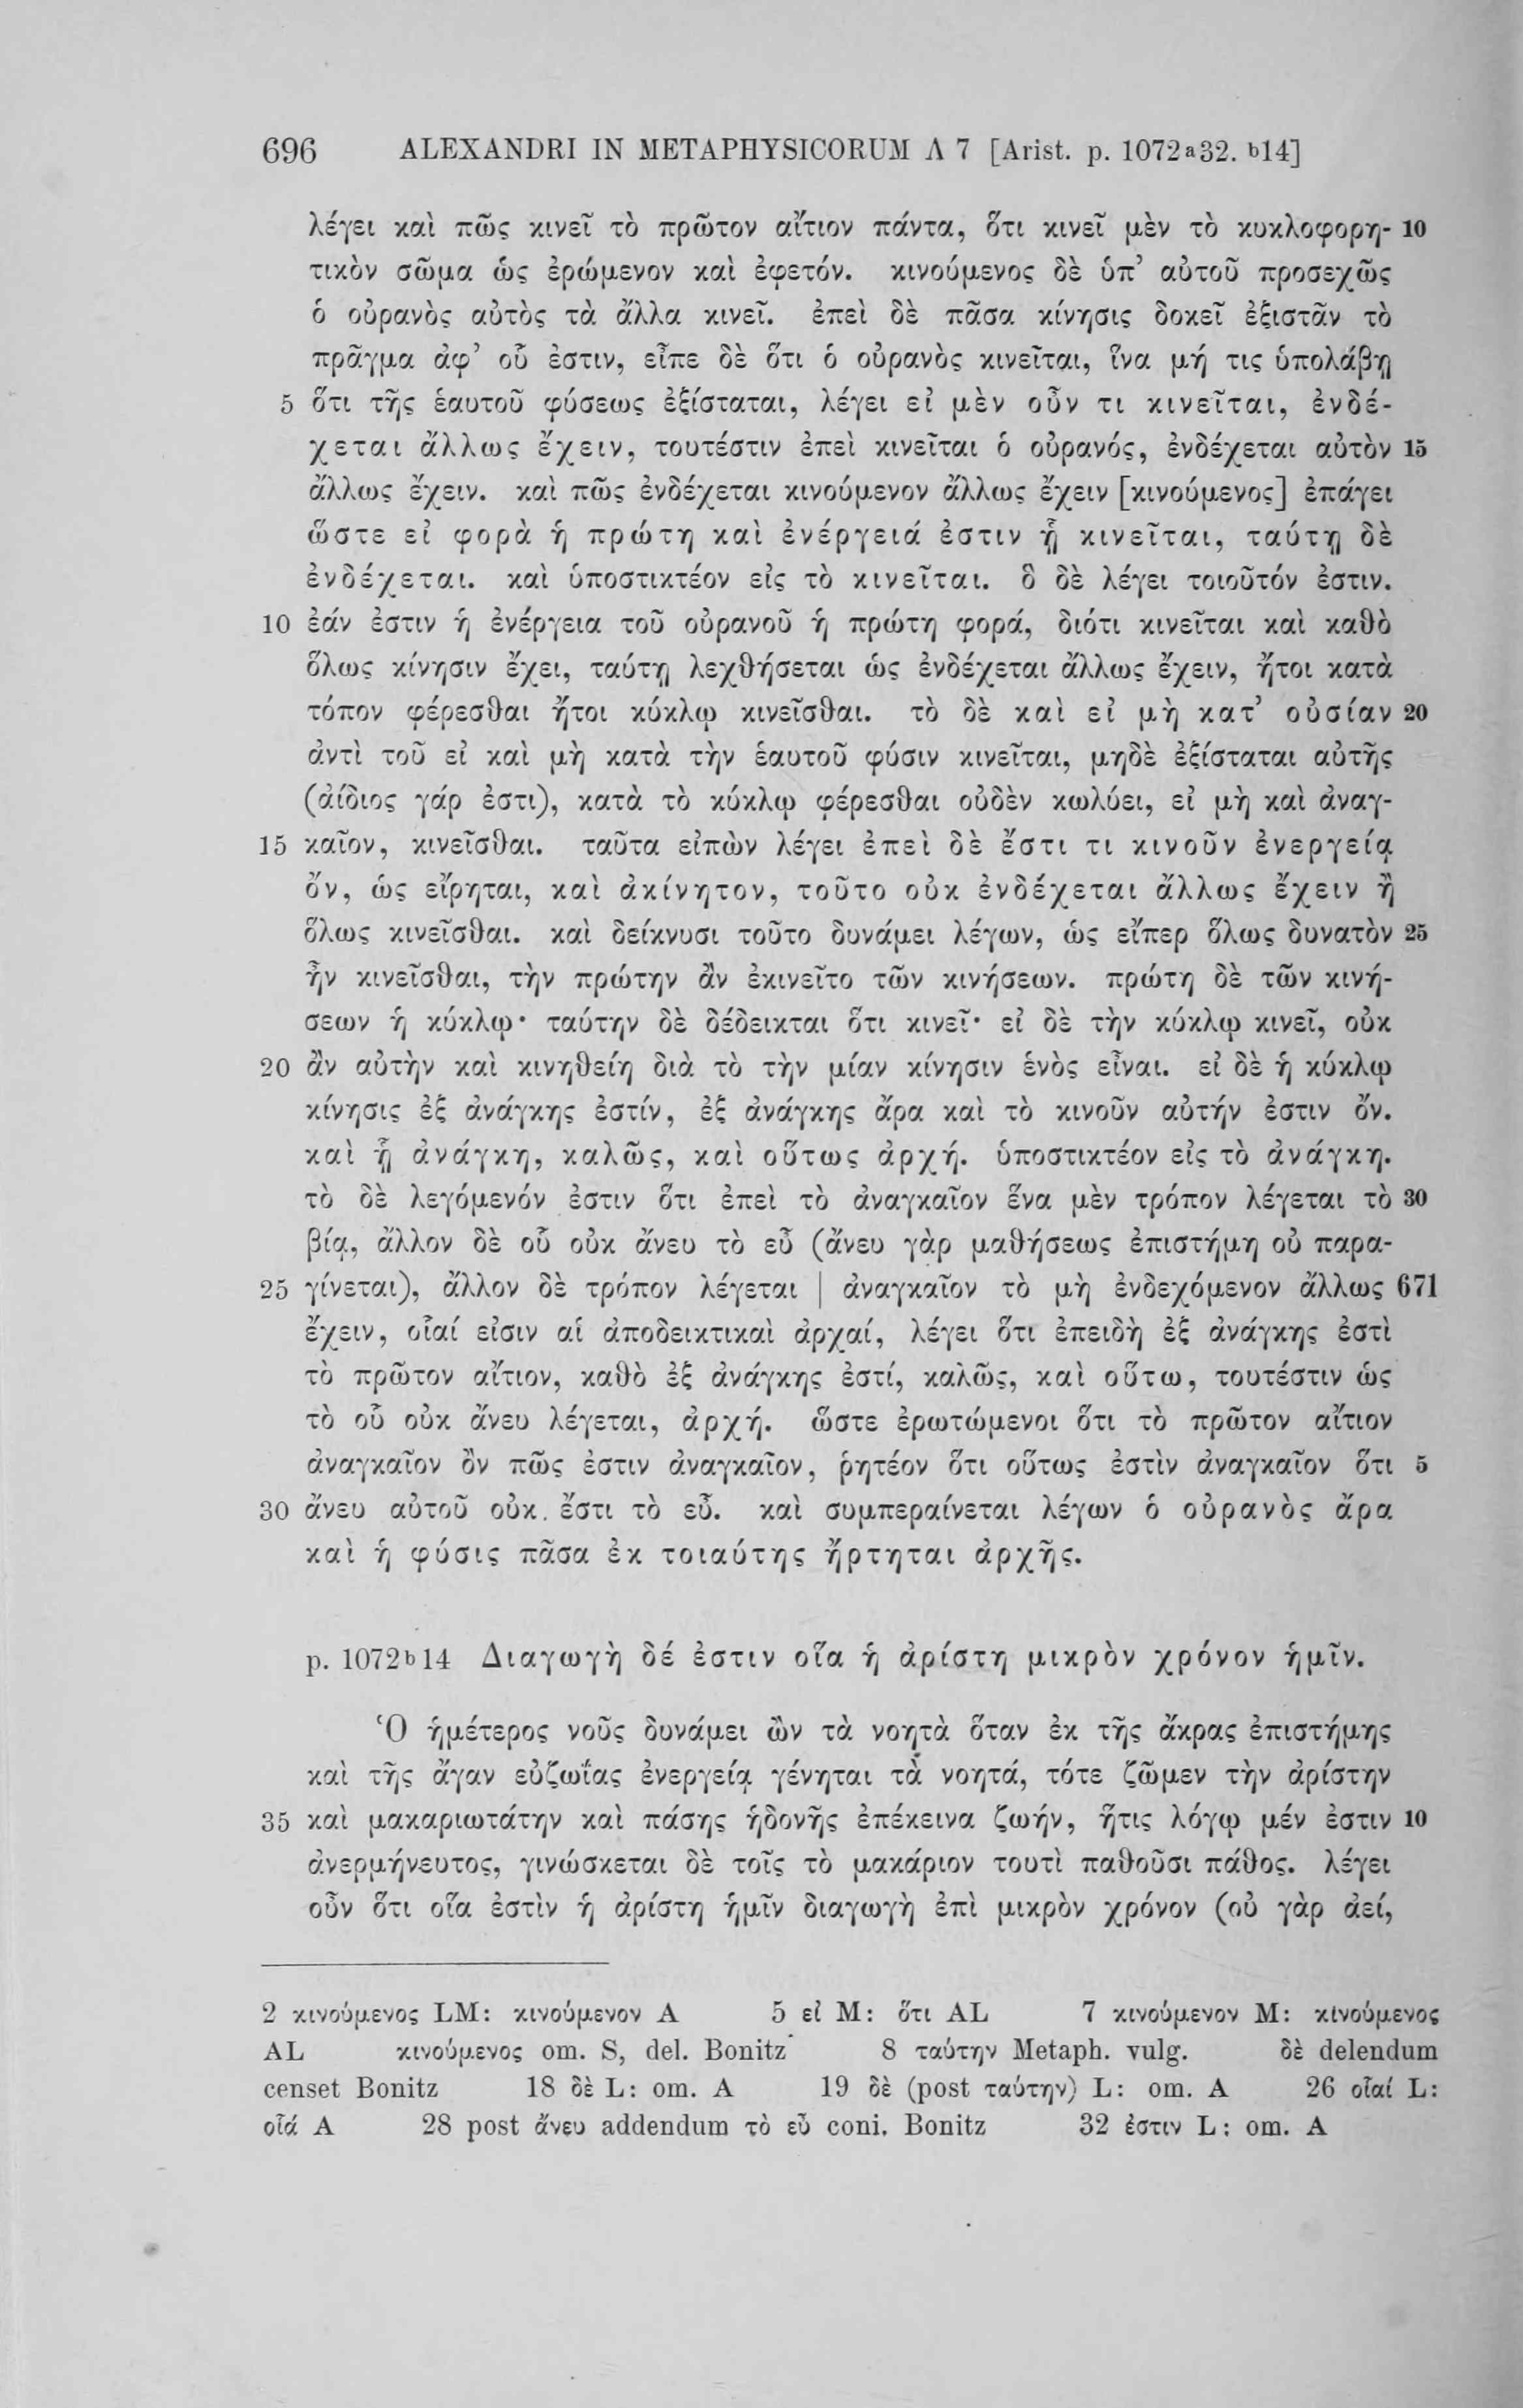 696 ALEXANDRI IN METAPHYSICORUM Λ 7 [Arist. p. 1072a32. b14]
λέγει καὶ πῶς κινεῖ τὸ πρῶτον αἴτιον πάντα, ὅτι κινεῖ μὲν τὸ κυκλοφορη- 10
τικὸν σῶμα ὡς ἐρώμενον καὶ ἐφετόν. κινούμενος δὲ ὑπ’ αὐτοῦ προσεχῶς
ὁ οὐρανὸς αὐτὸς τὰ ἄλλα κινεῖ. ἐπεὶ δὲ πᾶσα κίνησις δοκεῖ ἐξιστᾶν τὸ
πρᾶγμα ἀφ’ οὗ ἐστιν, εἶπε δὲ ὅτι ὁ οὐρανὸς κινεῖται, ἵνα μή τις ὑπολάβῃ
5 ὅτι τῆς ἑαυτοῦ φύσεως ἐξίσταται, λέγει εἰ μὲν οὖν τι κινεῖται, ἐνδέ-
χεται ἄλλως ἔχειν, τουτέστιν ἐπεὶ κινεῖται ὁ οὐρανός, ἐνδέχεται αὐτὸν 15
ἄλλως ἔχειν. καὶ πῶς ἐνδέχεται κινούμενον ἄλλως ἔχειν [κινούμενος] ἐπάγει
ὥστε εἰ φορὰ ἡ πρώτη καὶ ἐνέργειά ἐστιν ᾗ κινεῖται, ταύτῃ δὲ
ἐνδέχεται. καὶ ὑποστικτέον εἰς τὸ κινεῖται. ὃ δὲ λέγει τοιοῦτόν ἐστιν.
10 ἐάν ἐστιν ἡ ἐνέργεια τοῦ οὐρανοῦ ἡ πρώτη φορά, διότι κινεῖται καὶ καθὸ
ὅλως κίνησιν ἔχει, ταύτῃ λεχθήσεται ὡς ἐνδέχεται ἄλλως ἔχειν, ἤτοι κατὰ
τόπον φέρεσθαι ἤτοι κύκλῳ κινεῖσθαι. τὸ δὲ καὶ εἰ μὴ κατ’ οὐσίαν 20
ἀντὶ τοῦ εἰ καὶ μὴ κατὰ τὴν ἑαυτοῦ φύσιν κινεῖται, μηδὲ ἐξίσταται αὐτῆς
(ἀίδιος γάρ ἐστι), κατὰ τὸ κύκλῳ φέρεσθαι οὐδὲν κωλύει, εἰ μὴ καὶ ἀναγ-
15 καῖον, κινεῖσθαι. ταῦτα εἰπὼν λέγει ἐπεὶ δὲ ἔστι τι κινοῦν ἐνεργείᾳ
ὄν, ὡς εἴρηται, καὶ ἀκίνητον, τοῦτο οὐκ ἐνδέχεται ἄλλως ἔχειν ἢ
ὅλως κινεῖσθαι. καὶ δείκνυσι τοῦτο δυνάμει λέγων, ὡς εἴπερ ὅλως δυνατὸν 25
ἦν κινεῖσθαι, τὴν πρώτην ἂν ἐκινεῖτο τῶν κινήσεων. πρώτη δὲ τῶν κινή-
σεων ἡ κύκλῳ· ταύτην δὲ δέδεικται ὅτι κινεῖ· εἰ δὲ τὴν κύκλῳ κινεῖ, οὐκ
20 ἂν αὐτὴν καὶ κινηθείη διὰ τὸ τὴν μίαν κίνησιν ἑνὸς εἶναι. εἰ δὲ ἡ κύκλῳ
κίνησις ἐξ ἀνάγκης ἐστίν, ἐξ ἀνάγκης ἄρα καὶ τὸ κινοῦν αὐτήν ἐστιν ὄν.
καὶ ᾗ ἀνάγκη, καλῶς, καὶ οὕτως ἀρχή. ὑποστικτέον εἰς τὸ ἀνάγκη.
τὸ δὲ λεγόμενόν ἐστιν ὅτι ἐπεὶ τὸ ἀναγκαῖον ἕνα μὲν τρόπον λέγεται τὸ 30
βίᾳ, ἄλλον δὲ οὗ οὐκ ἄνευ τὸ εὖ (ἄνευ γὰρ μαθήσεως ἐπιστήμη οὐ παρα-
25 γίνεται), ἄλλον δὲ τρόπον λέγεται | ἀναγκαῖον τὸ μὴ ἐνδεχόμενον ἄλλως 671
ἔχειν, οἷαί εἰσιν αἱ ἀποδεικτικαὶ ἀρχαί, λέγει ὅτι ἐπειδὴ ἐξ ἀνάγκης ἐστὶ
τὸ πρῶτον αἴτιον, καθὸ ἐξ ἀνάγκης ἐστί, καλῶς, καὶ οὕτω, τουτέστιν ὡς
τὸ οὗ οὐκ ἄνευ λέγεται, ἀρχή. ὥστε ἐρωτώμενοι ὅτι τὸ πρῶτον αἴτιον
ἀναγκαῖον ὂν πῶς ἐστιν ἀναγκαῖον, ῥητέον ὅτι οὕτως ἐστὶν ἀναγκαῖον ὅτι 5
30 ἄνευ αὐτοῦ οὐκ ἔστι τὸ εὖ. καὶ συμπεραίνεται λέγων ὁ οὐρανὸς ἄρα
καὶ ἡ φύσις πᾶσα ἐκ τοιαύτης ἤρτηται ἀρχῆς.
p. 1072b14 Διαγωγὴ δέ ἐστιν οἵα ἡ ἀρίστη μικρὸν χρόνον ἡμῖν.
Ὁ ἡμέτερος νοῦς δυνάμει ὢν τὰ νοητὰ ὅταν ἐκ τῆς ἄκρας ἐπιστήμης
καὶ τῆς ἄγαν εὐζωΐας ἐνεργείᾳ γένηται τὰ νοητά, τότε ζῶμεν τὴν ἀρίστην
35 καὶ μακαριωτάτην καὶ πάσης ἡδονῆς ἐπέκεινα ζωήν, ἥτις λόγῳ μέν ἐστιν 10
ἀνερμήνευτος, γινώσκεται δὲ τοῖς τὸ μακάριον τουτὶ παθοῦσι πάθος. λέγει
οὖν ὅτι οἵα ἐστὶν ἡ ἀρίστη ἡμῖν διαγωγὴ ἐπὶ μικρὸν χρόνον (οὐ γὰρ ἀεί,
2 κινούμενος LM: κινούμενον A 5 εἰ M: ὅτι AL 7 κινούμενον M: κινούμενος
AL κινούμενος om. S, del. Bonitz 8 ταύτην Metaph. vulg. δὲ delendum
censet Bonitz 18 δὲ L: om. A 19 δὲ (post ταύτην) L: om. A 26 οἷαί L:
οἷά A 28 post ἄνευ addendum τὸ εὖ coni. Bonitz 32 ἐστιν L: om. A